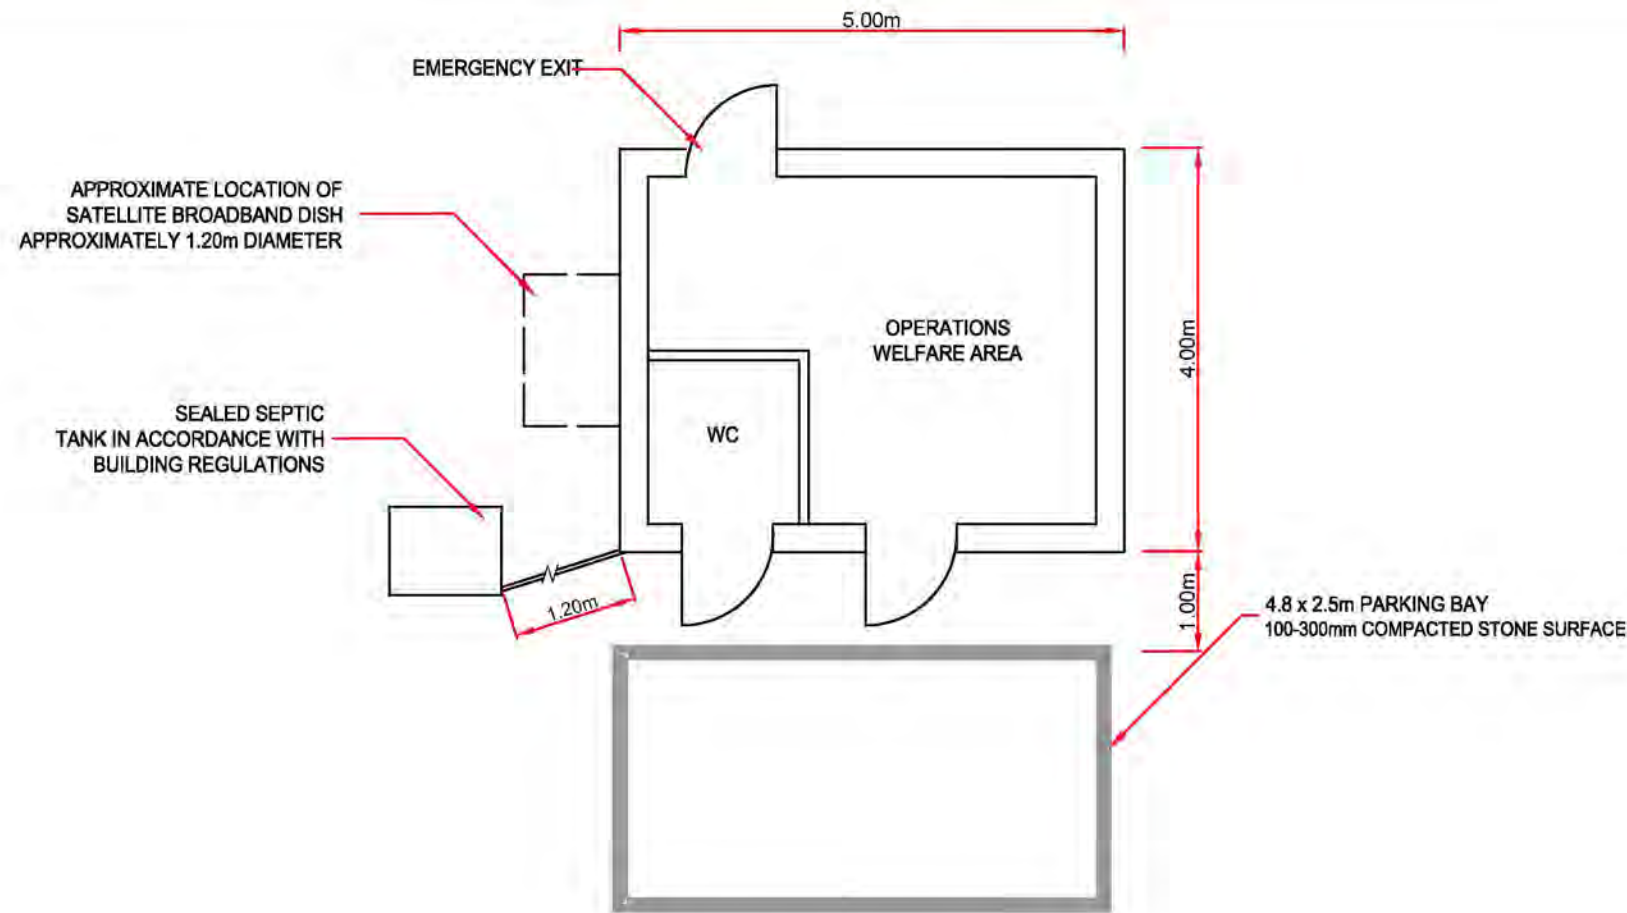 5.00m
EMERGENCY EXIT
APPROXIMATE LOCATION OF
SATELLITE BROADBAND DISH
APPROXIMATELY 1.20m DIAMETER
OPERATIONS
WELFARE AREA
4.00m
SEALED SEPTIC
TANK IN ACCORDANCE WITH
BUILDING REGULATIONS
WC
1.20m
1.00m
4.8 x 2.5m PARKING BAY
100-300mm COMPACTED STONE SURFACE